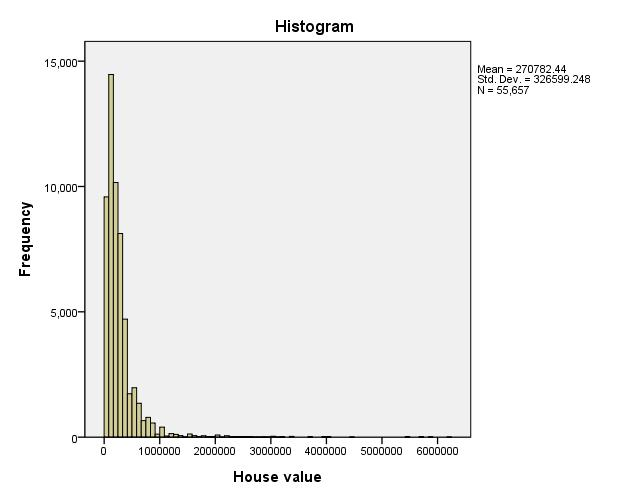 Histogram
15,000
10,000
5,000
0
Frequency
0 1000000 2000000 3000000 4000000 5000000 6000000
House value
Mean = 270782.44
Std. Dev. = 326599.248
N = 55,657